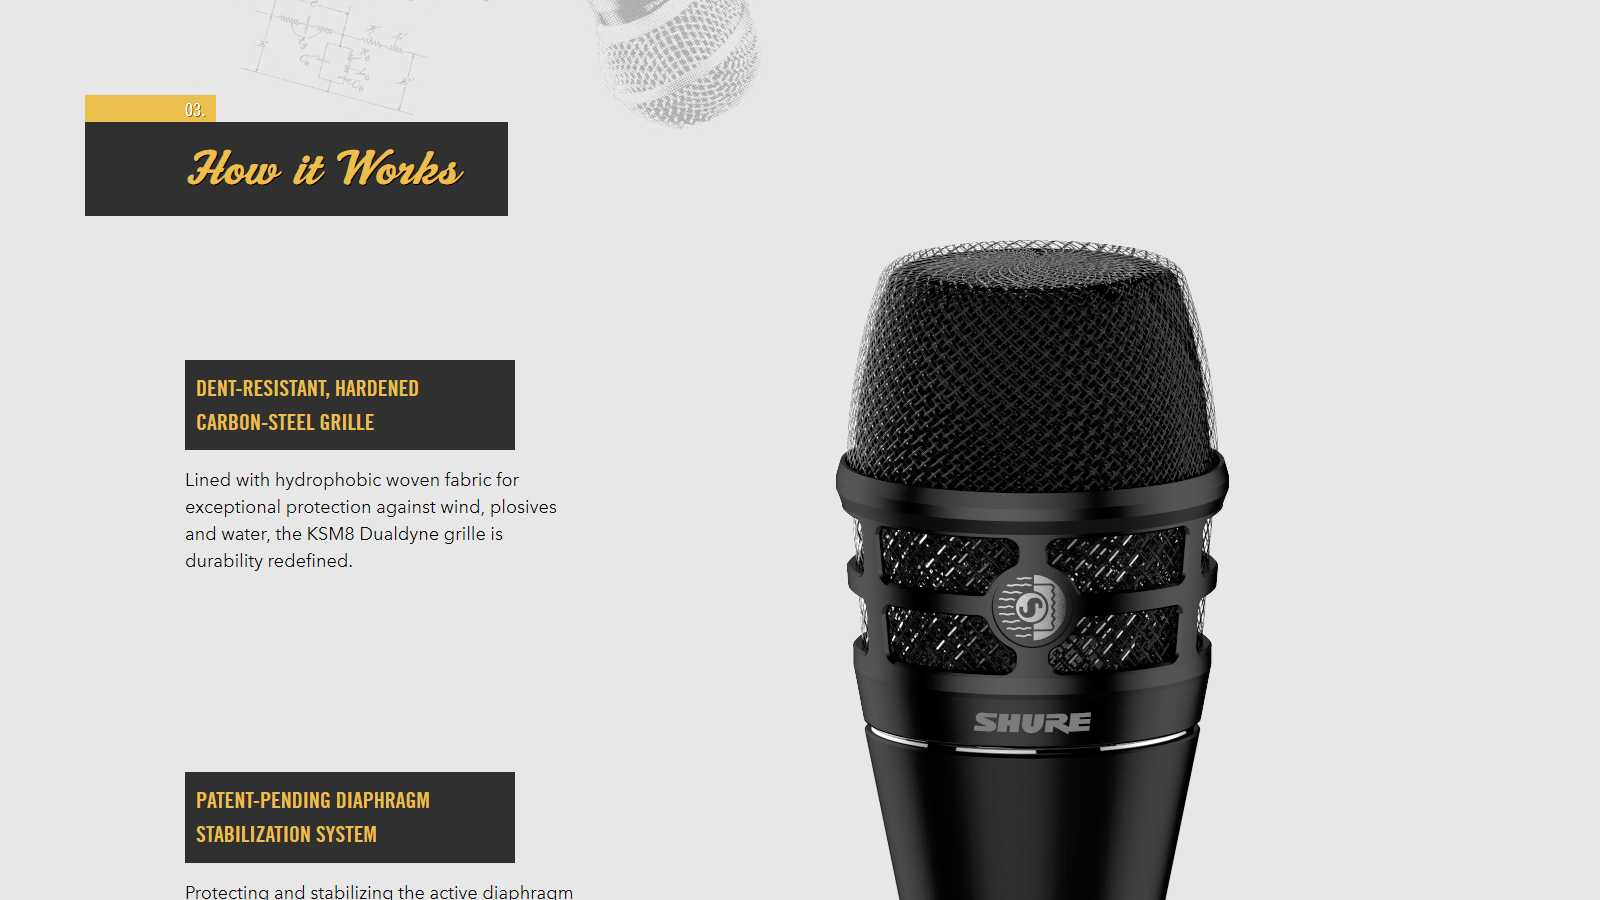 03.
How it Works
DENT-RESISTANT, HARDENED
CARBON-STEEL GRILLE
Lined with hydrophobic woven fabric for
exceptional protection against wind, plosives
and water, the KSM8 Dualdyne grille is
durability redefined.
SHURE
PATENT-PENDING DIAPHRAGM
STABILIZATION SYSTEM
Protecting and stabilizing the active diaphragm